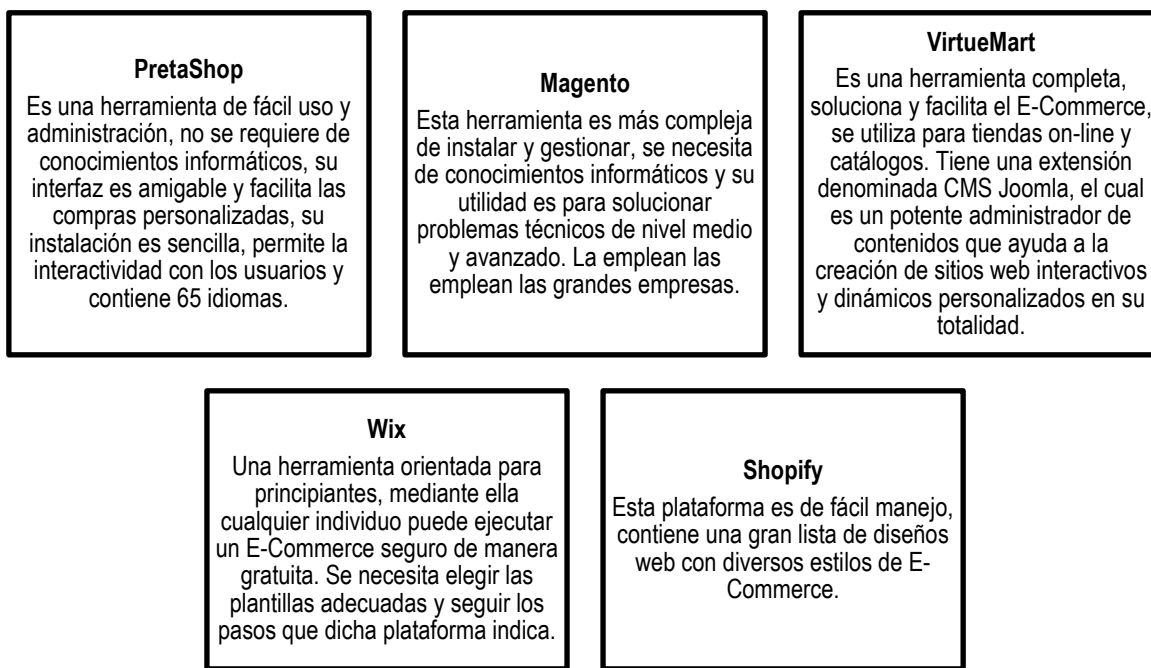 PretaShop
Es una herramienta de fácil uso y
administración, no se requiere de
conocimientos informáticos, su
interfaz es amigable y facilita las
compras personalizadas, su
instalación es sencilla, permite la
interactividad con los usuarios y
contiene 65 idiomas.
Magento
Esta herramienta es más compleja
de instalar y gestionar, se necesita
de conocimientos informáticos y su
utilidad es para solucionar
problemas técnicos de nivel medio
y avanzado. La emplean las
emplean las grandes empresas.
VirtueMart
Es una herramienta completa,
soluciona y facilita el E-Commerce,
se utiliza para tiendas on-line y
catálogos. Tiene una extensión
denominada CMS Joomla, el cual
es un potente administrador de
contenidos que ayuda a la
creación de sitios web interactivos
y dinámicos personalizados en su
totalidad.
Wix
Una herramienta orientada para
principiantes, mediante ella
cualquier individuo puede ejecutar
un E-Commerce seguro de manera
gratuita. Se necesita elegir las
plantillas adecuadas y seguir los
pasos que dicha plataforma indica.
Shopify
Esta plataforma es de fácil manejo,
contiene una gran lista de diseños
web con diversos estilos de E-
Commerce.